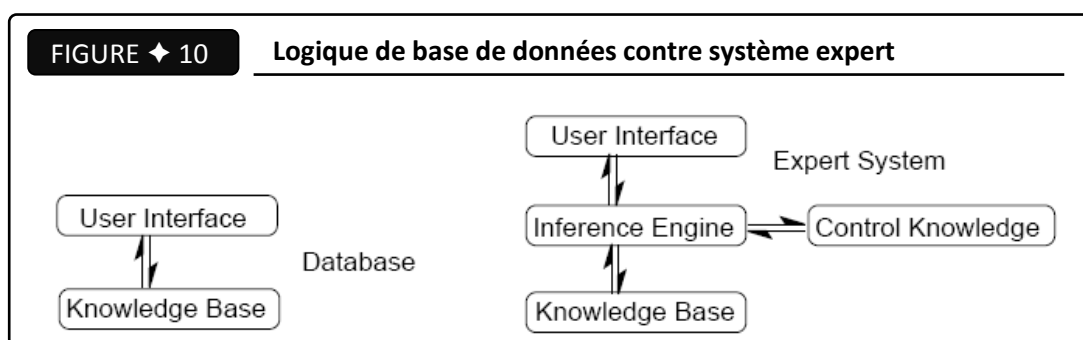 FIGURE ✦ 10
Logique de base de données contre système expert
User Interface
Knowledge Base
Database
User Interface
Expert System
Inference Engine
Control Knowledge
Knowledge Base